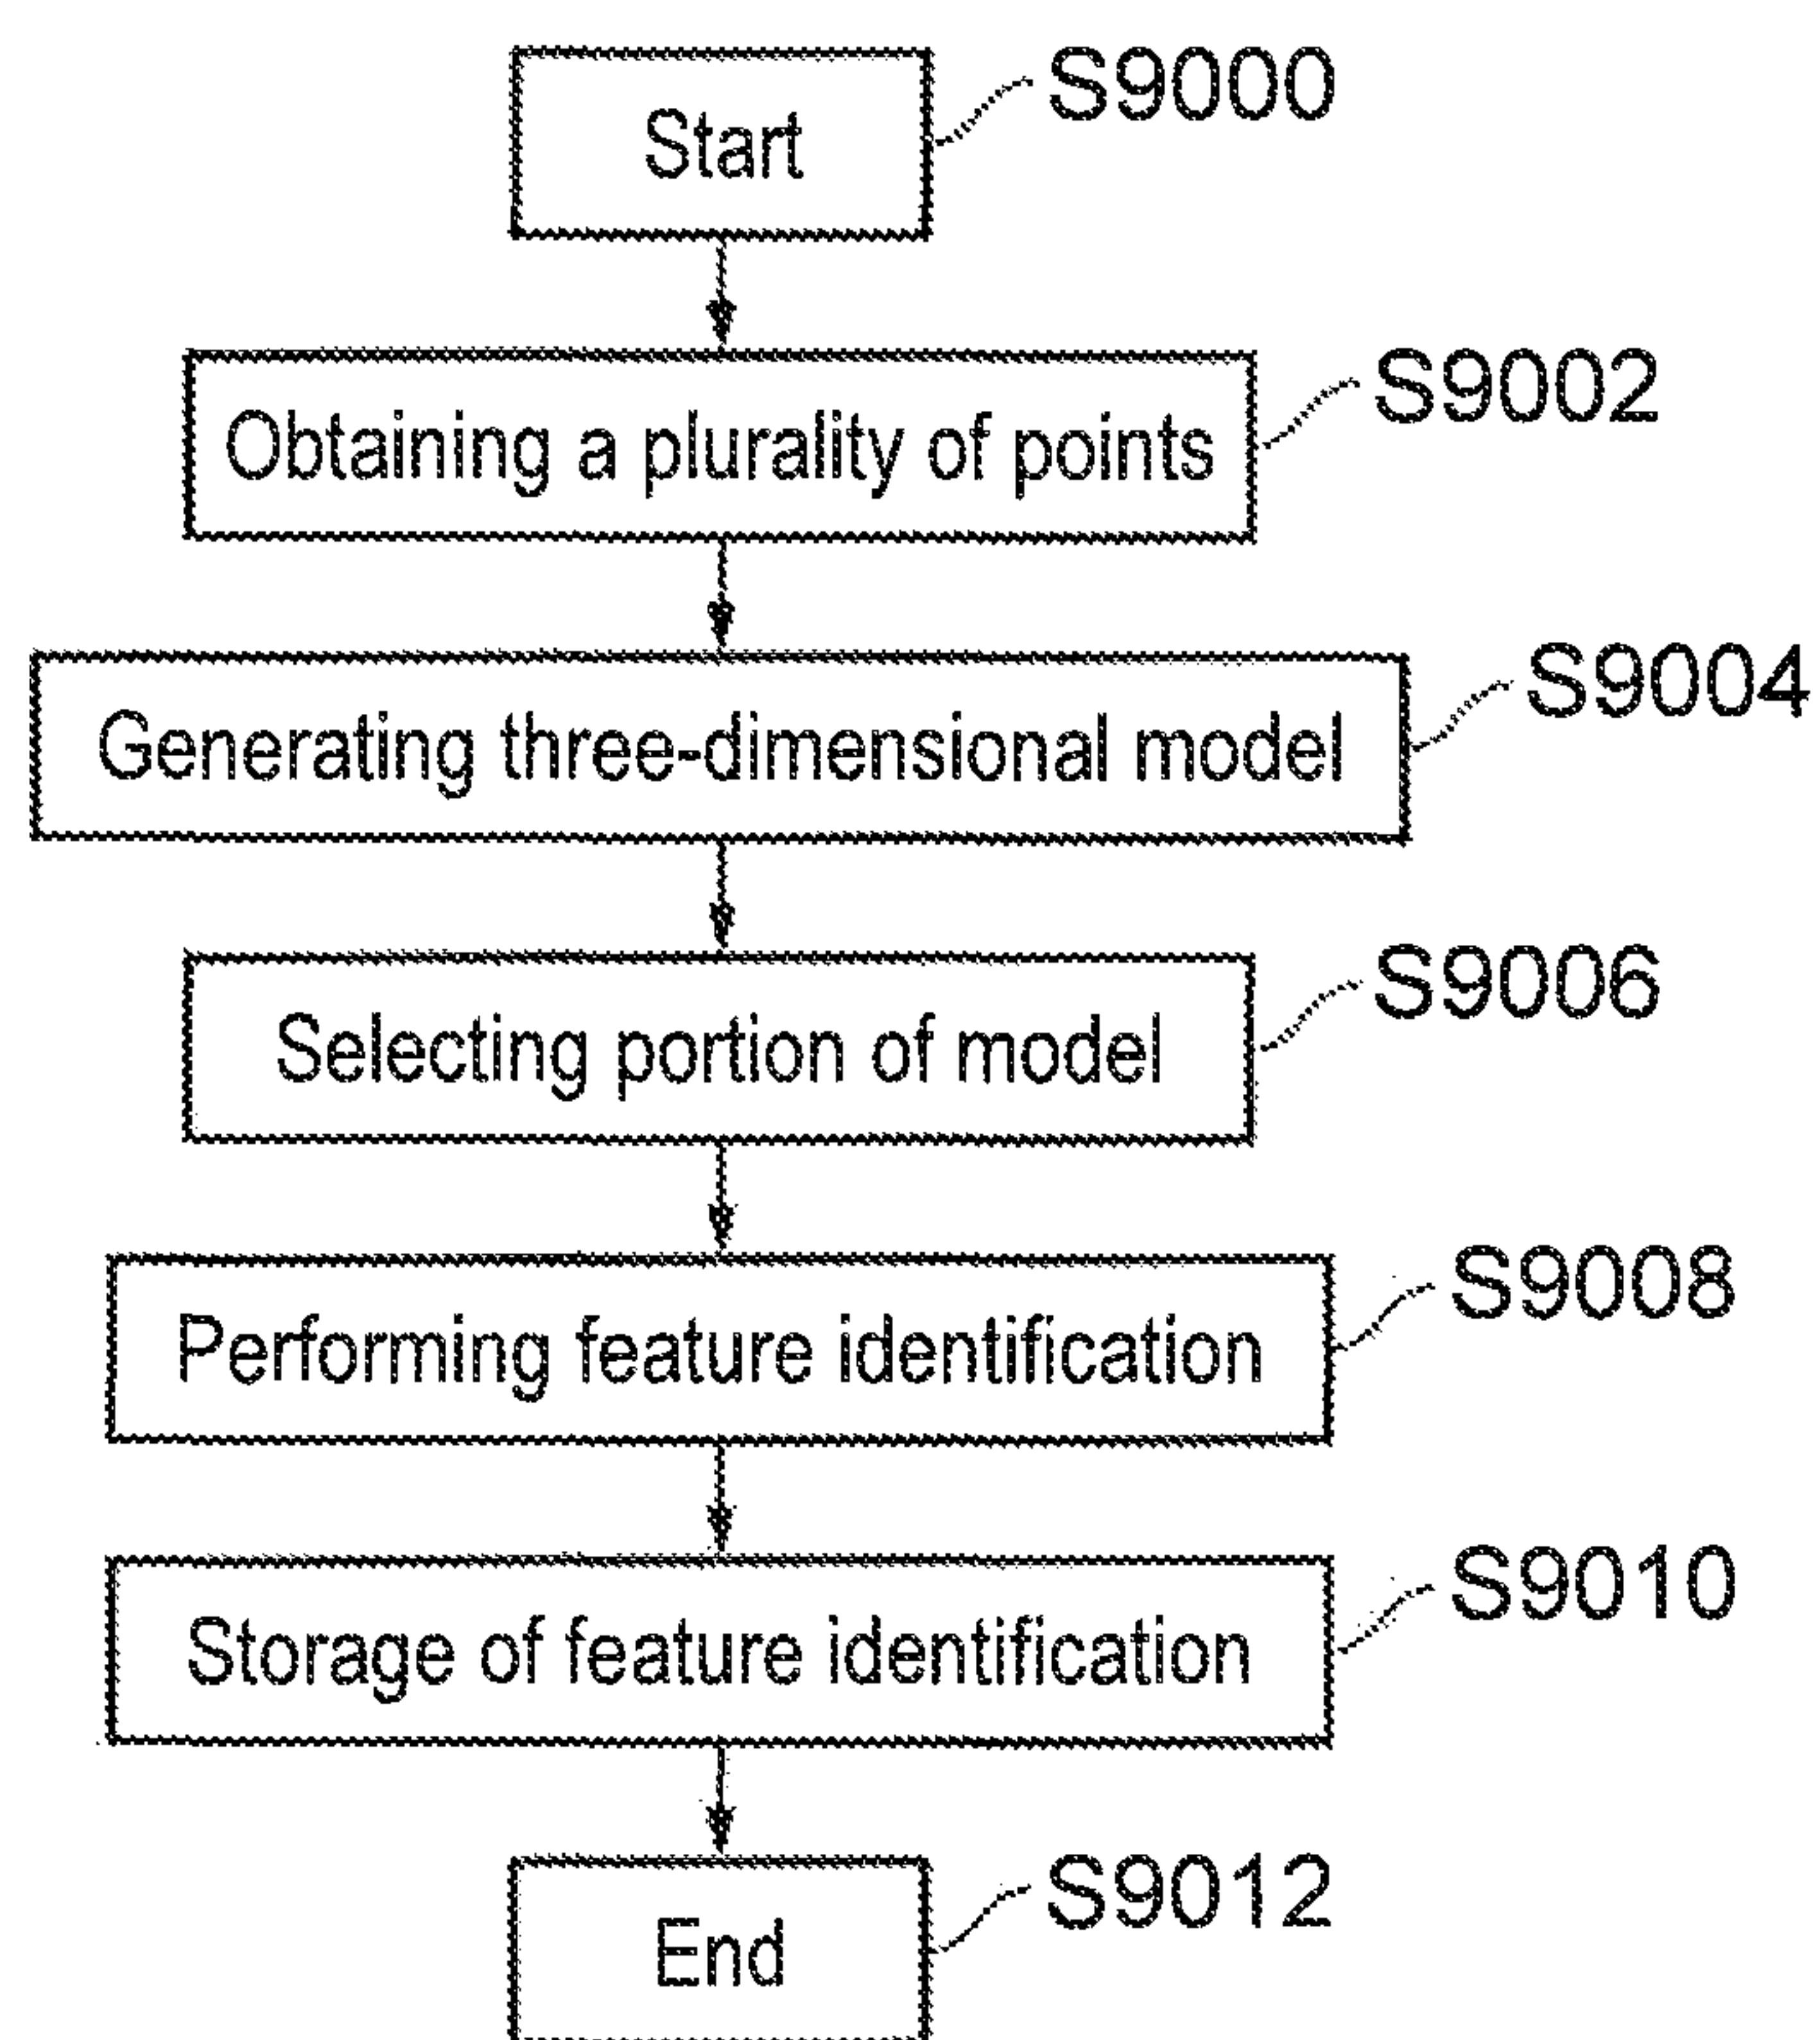 Start
S9000
Obtaining a plurality of points
S9002
Generating three-dimensional model
S9004
Selecting portion of model
S9006
Performing feature identification
S9008
Storage of feature identification
S9010
End
S9012